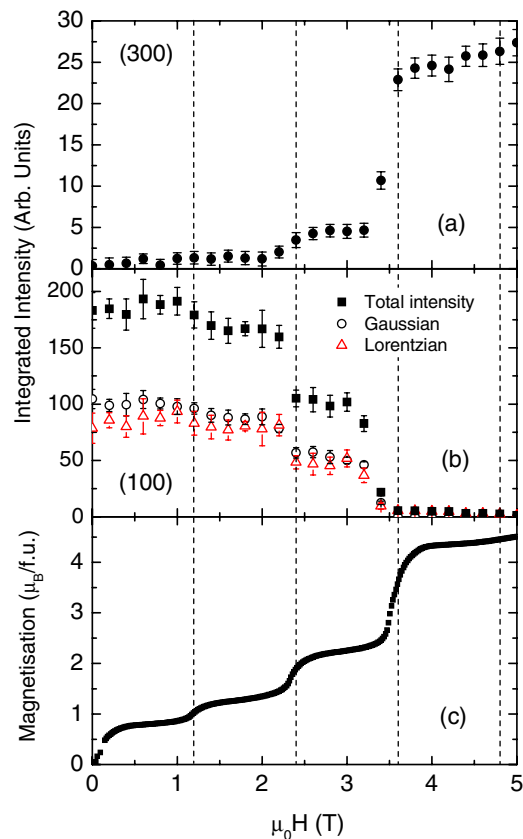 30
25
20
15
10
5
0
(300)
(a)
Integrated Intensity (Arb. Units)
200
150
100
50
0
Total intensity
Gaussian
Lorentzian
(100)
(b)
4
3
2
1
0
Magnetisation (μB/f.u.)
(c)
0 1 2 3 4 5
μ0H (T)